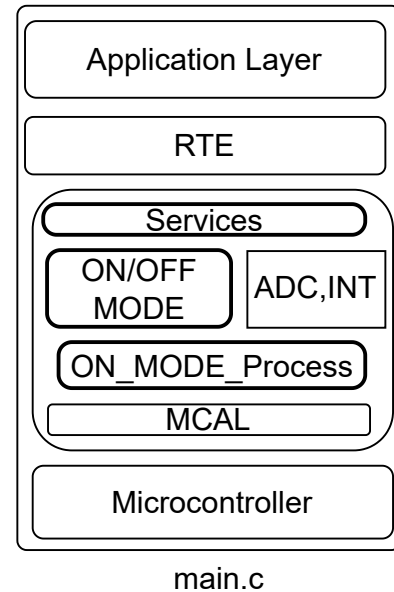 Application Layer
RTE
Services
ON/OFF
MODE
ADC,INT
ON_MODE_Process
MCAL
Microcontroller
main.c